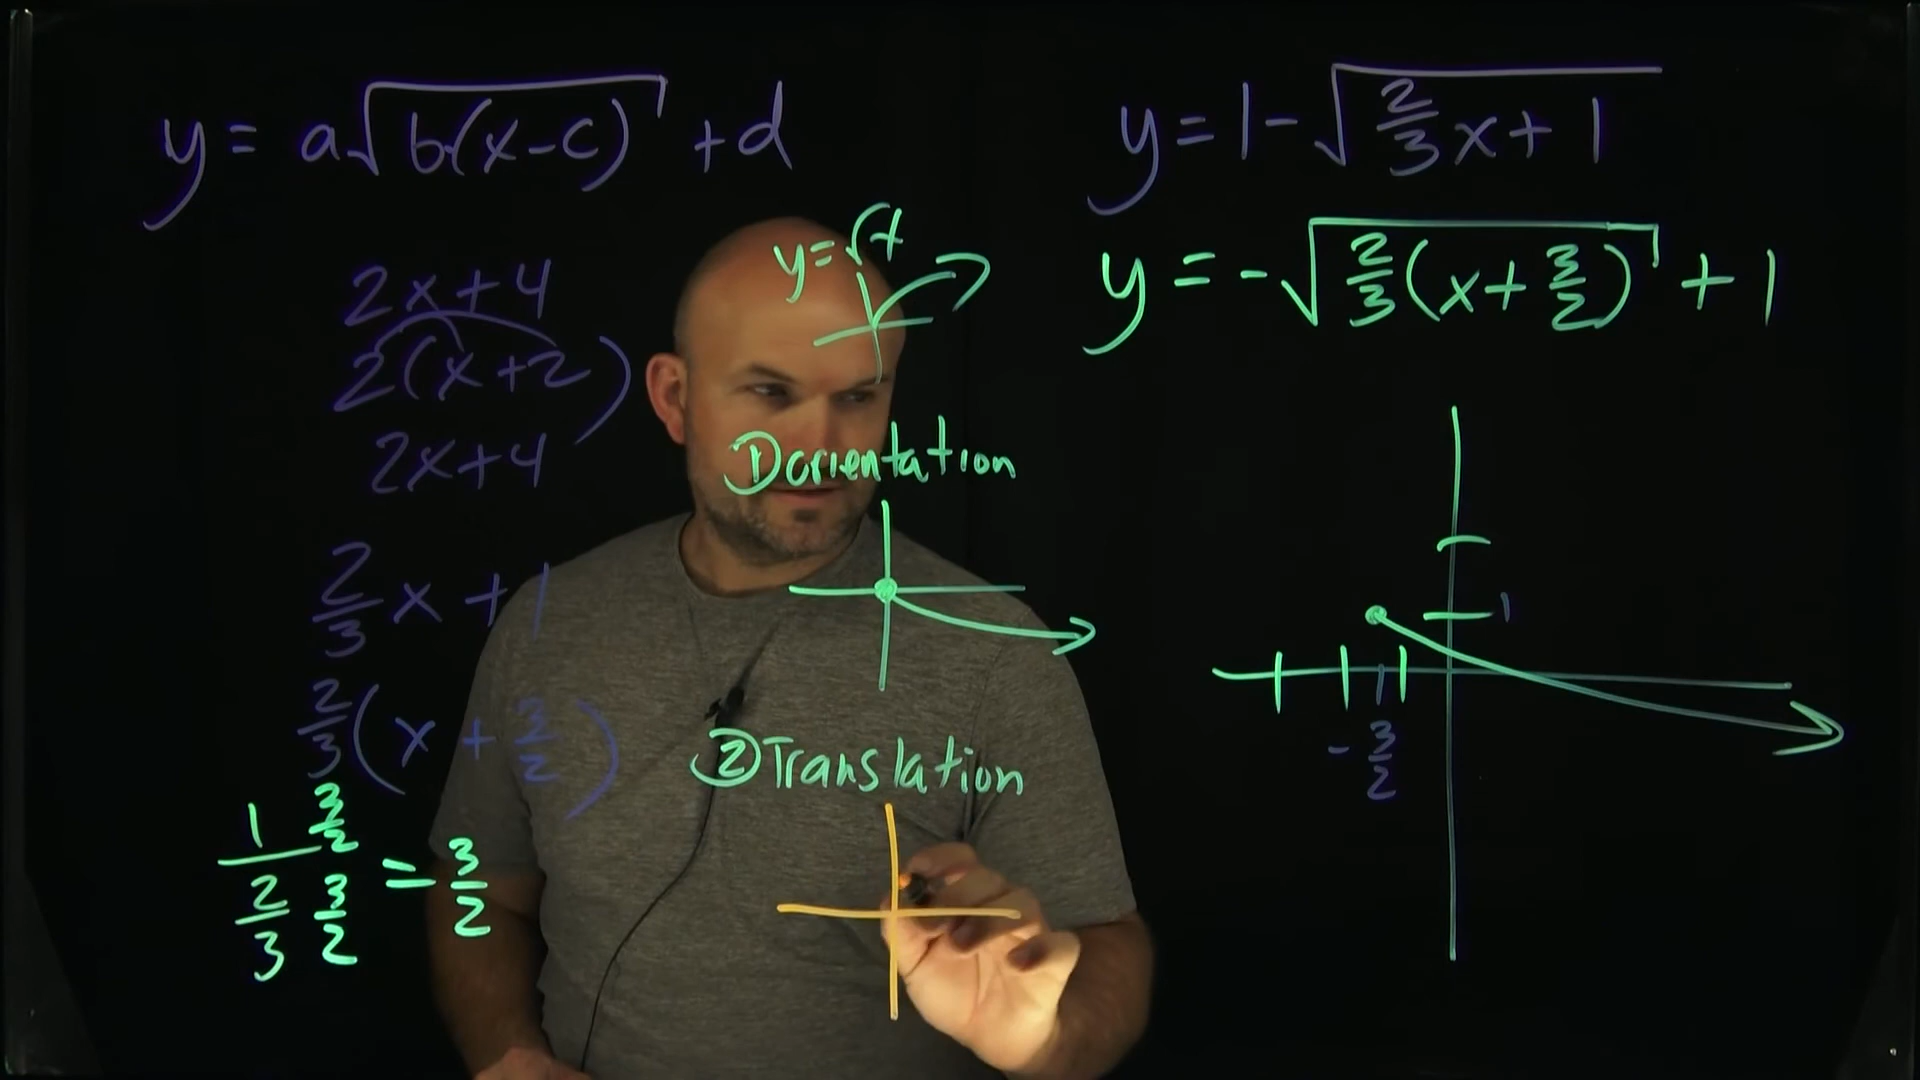 y = a√(b(x-c)) + d
2x+4
2(x+2)
2x+4
2/3 x + 1
2/3 (x + 3/2)
1 3/2
2/3 3/2 = 3/2
y=√x
① orientation
② Translation
y = 1 - √(2/3 x + 1)
y = -√(2/3 (x + 3/2)) + 1
1
-3/2